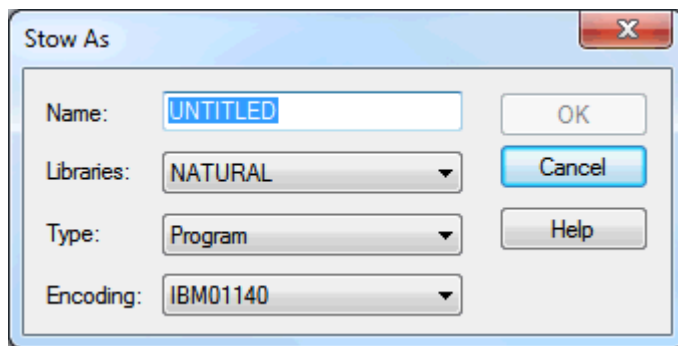 Stow As
Name: UNTITLED OK
Libraries: NATURAL Cancel
Type: Program Help
Encoding: IBM01140